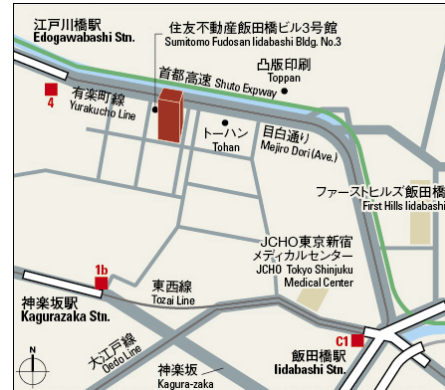 江戸川橋駅
Edogawabashi Stn.
住友不動産飯田橋ビル3号館
Sumitomo Fudosan Iidabashi Bldg. No.3
首都高速 Shuto Expway
凸版印刷
Toppan
4
有楽町線
Yurakucho Line
トーハン
Tohan
目白通り
Mejiro Dori (Ave.)
ファーストヒルズ飯田橋
First Hills Iidabashi
JCHO東京新宿
メディカルセンター
JCHO Tokyo Shinjuku
Medical Center
1b
東西線
Tozai Line
神楽坂駅
Kagurazaka Stn.
C1
大江戸線
Oedo Line
飯田橋駅
Iidabashi Stn.
神楽坂
Kagura-zaka
N